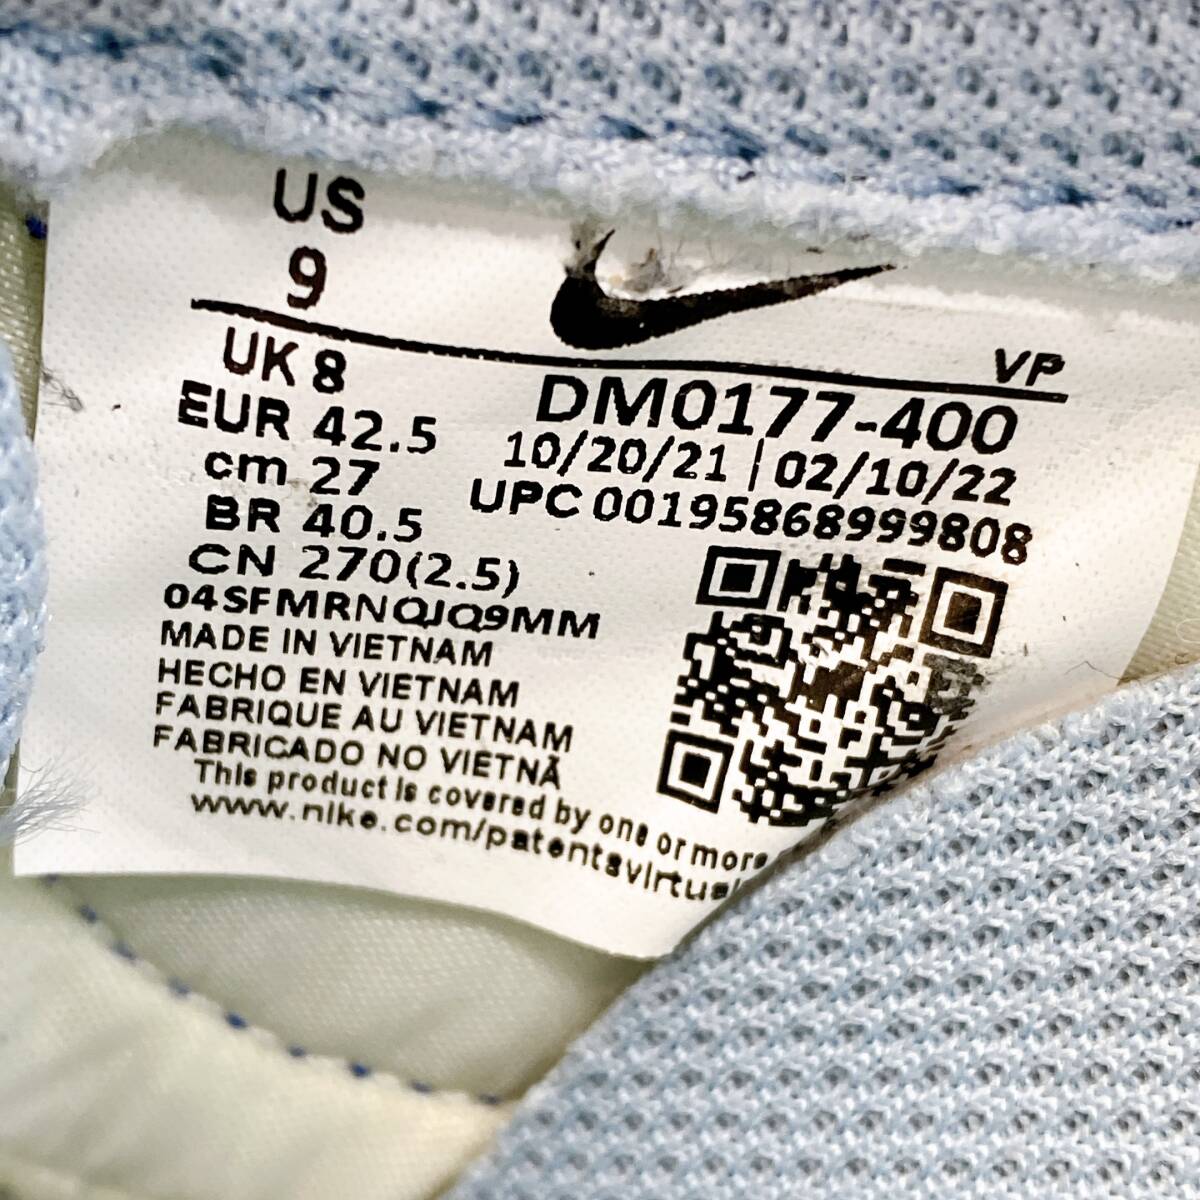 US
9
VP
UK 8
EUR 42.5
cm 27
BR 40.5
CN 270(2.5)
DM0177-400
10/20/21 | 02/10/22
UPC 00195868999808
04SFMRNQJQ9MM
MADE IN VIETNAM
HECHO EN VIETNAM
FABRIQUE AU VIETNAM
FABRICADO NO VIETNÃ
This product is covered by one or more
www.nike.com/patentsvirtual